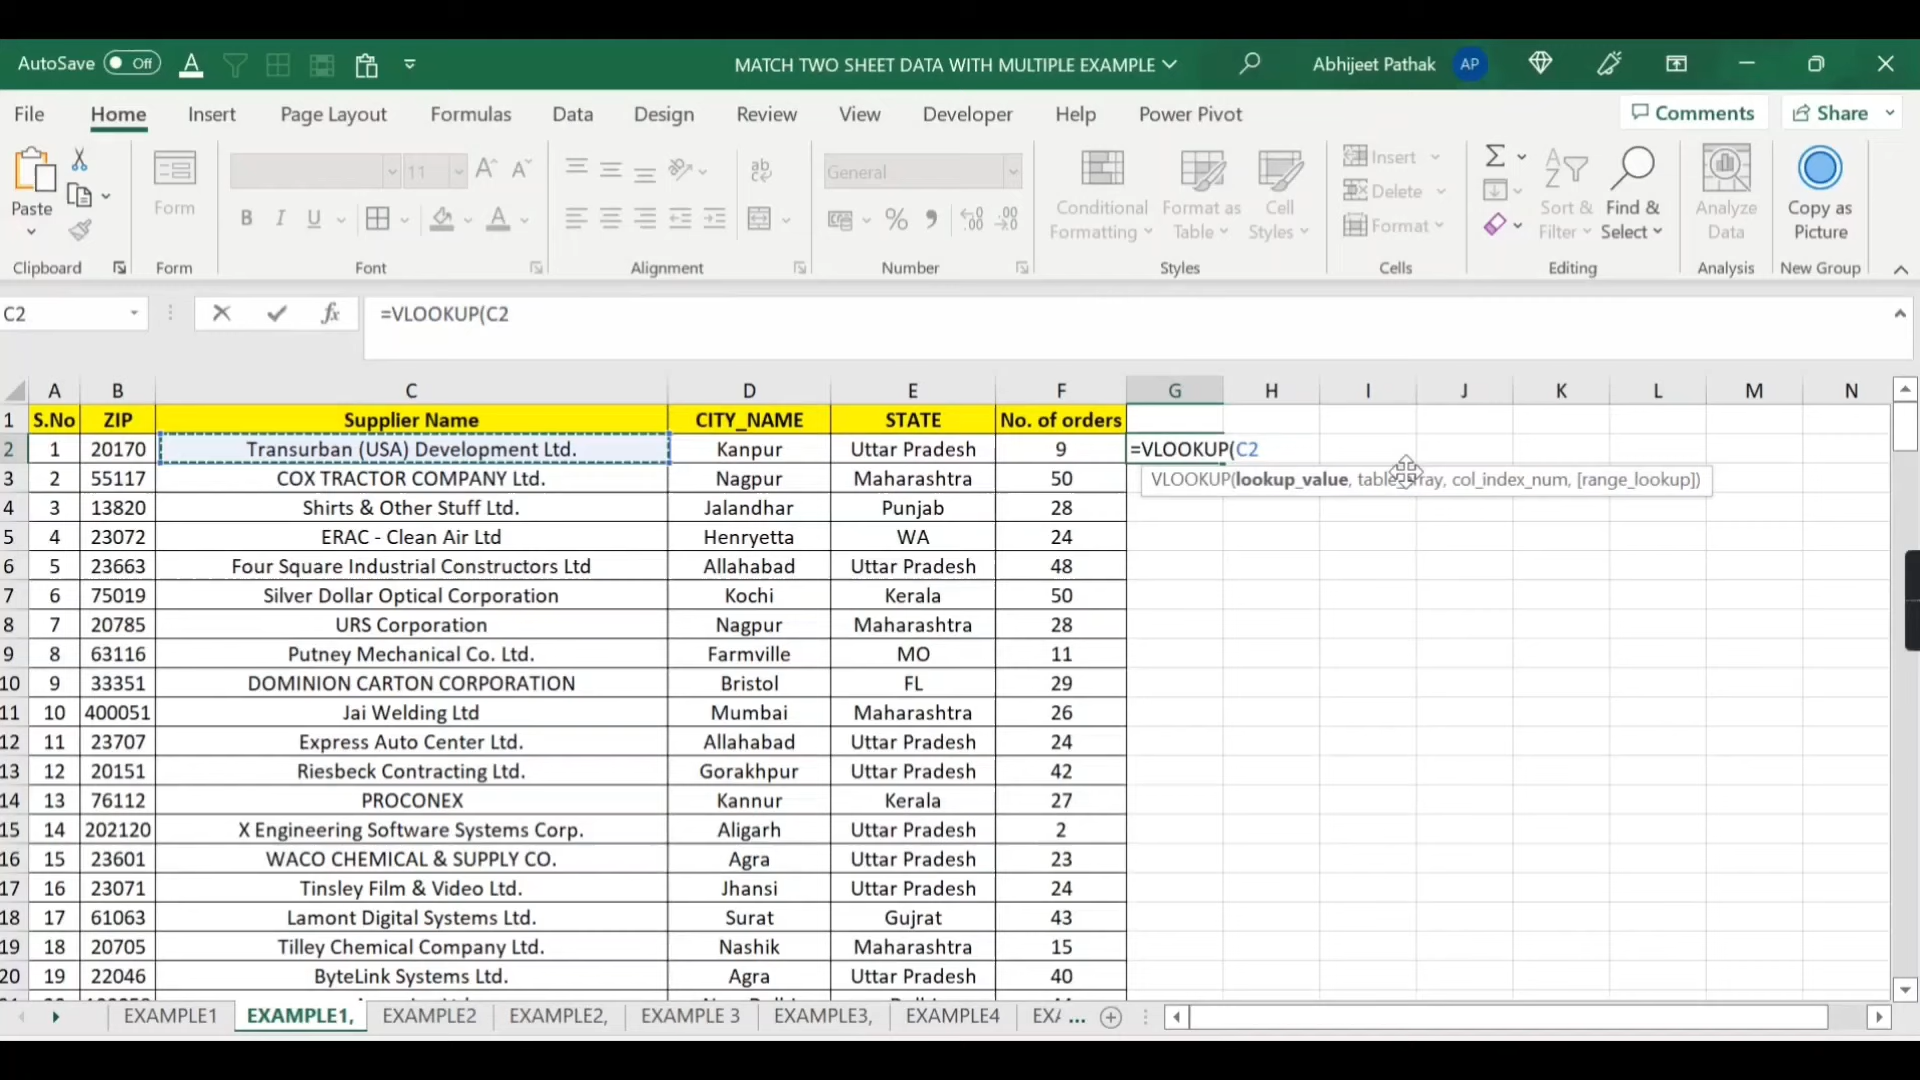 AutoSave Off MATCH TWO SHEET DATA WITH MULTIPLE EXAMPLE Abhijeet Pathak AP
File Home Insert Page Layout Formulas Data Design Review View Developer Help Power Pivot Comments Share
Paste Form 11 General Conditional Formatting Format as Table Cell Styles Insert Delete Format Sort & Filter Find & Select Analyze Data Copy as Picture
Clipboard Form Font Alignment Number Styles Cells Editing Analysis New Group
C2 fx =VLOOKUP(C2
A B C D E F G H I J K L M N
1 S.No ZIP Supplier Name CITY_NAME STATE No. of orders
2 1 20170 Transurban (USA) Development Ltd. Kanpur Uttar Pradesh 9 =VLOOKUP(C2
VLOOKUP(lookup_value, table_array, col_index_num, [range_lookup])
3 2 55117 COX TRACTOR COMPANY Ltd. Nagpur Maharashtra 50
4 3 13820 Shirts & Other Stuff Ltd. Jalandhar Punjab 28
5 4 23072 ERAC - Clean Air Ltd Henryetta WA 24
6 5 23663 Four Square Industrial Constructors Ltd Allahabad Uttar Pradesh 48
7 6 75019 Silver Dollar Optical Corporation Kochi Kerala 50
8 7 20785 URS Corporation Nagpur Maharashtra 28
9 8 63116 Putney Mechanical Co. Ltd. Farmville MO 11
10 9 33351 DOMINION CARTON CORPORATION Bristol FL 29
11 10 400051 Jai Welding Ltd Mumbai Maharashtra 26
12 11 23707 Express Auto Center Ltd. Allahabad Uttar Pradesh 24
13 12 20151 Riesbeck Contracting Ltd. Gorakhpur Uttar Pradesh 42
14 13 76112 PROCONEX Kannur Kerala 27
15 14 202120 X Engineering Software Systems Corp. Aligarh Uttar Pradesh 2
16 15 23601 WACO CHEMICAL & SUPPLY CO. Agra Uttar Pradesh 23
17 16 23071 Tinsley Film & Video Ltd. Jhansi Uttar Pradesh 24
18 17 61063 Lamont Digital Systems Ltd. Surat Gujrat 43
19 18 20705 Tilley Chemical Company Ltd. Nashik Maharashtra 15
20 19 22046 ByteLink Systems Ltd. Agra Uttar Pradesh 40
EXAMPLE1 EXAMPLE1, EXAMPLE2 EXAMPLE2, EXAMPLE 3 EXAMPLE3, EXAMPLE4 EXA ...